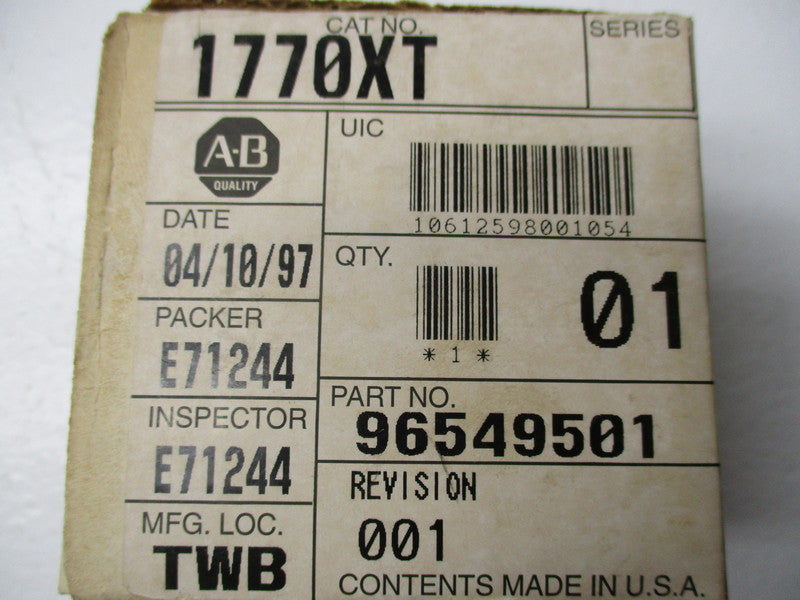 CAT NO.
1770XT
SERIES
A-B
QUALITY
UIC
10612598001054
DATE
04/10/97
QTY.
* 1 *
01
PACKER
E71244
PART NO.
96549501
INSPECTOR
E71244
REVISION
001
MFG. LOC.
TWB
CONTENTS MADE IN U.S.A.